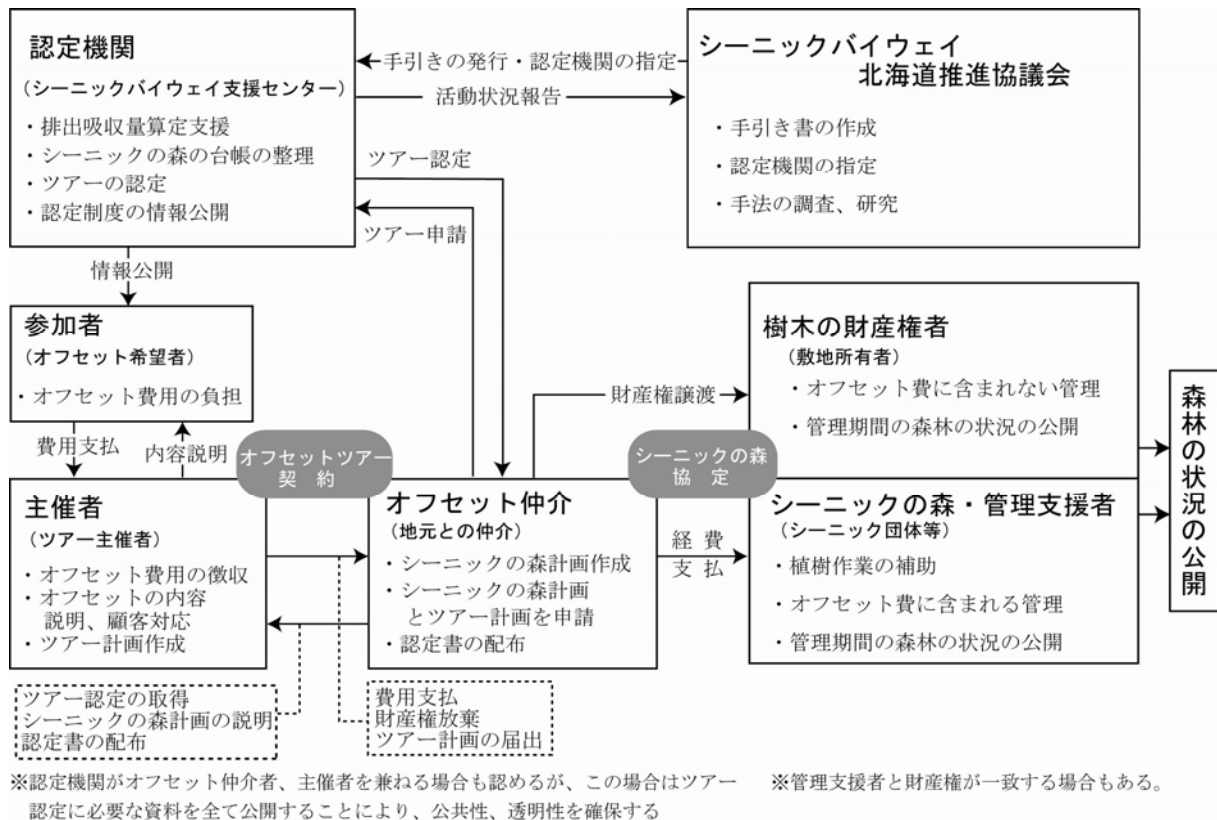 認定機関
(シーニックバイウェイ支援センター)
・排出吸収量算定支援
・シーニックの森の台帳の整理
・ツアーの認定
・認定制度の情報公開
手引きの発行・認定機関の指定
活動状況報告
シーニックバイウェイ
北海道推進協議会
・手引き書の作成
・認定機関の指定
・手法の調査、研究
ツアー認定
ツアー申請
情報公開
参加者
(オフセット希望者)
・オフセット費用の負担
費用支払
内容説明
オフセットツアー
契約
財産権譲渡
シーニックの森
協定
樹木の財産権者
(敷地所有者)
・オフセット費に含まれない管理
・管理期間の森林の状況の公開
森林の状況の公開
主催者
(ツアー主催者)
・オフセット費用の徴収
・オフセットの内容
説明、顧客対応
・ツアー計画作成
オフセット仲介
(地元との仲介)
・シーニックの森計画作成
・シーニックの森計画
とツアー計画を申請
・認定書の配布
経費
支払
シーニックの森・管理支援者
(シーニック団体等)
・植樹作業の補助
・オフセット費に含まれる管理
・管理期間の森林の状況の公開
ツアー認定の取得
シーニックの森計画の説明
認定書の配布
費用支払
財産権放棄
ツアー計画の届出
※認定機関がオフセット仲介者、主催者を兼ねる場合も認めるが、この場合はツアー
認定に必要な資料を全て公開することにより、公共性、透明性を確保する
※管理支援者と財産権が一致する場合もある。